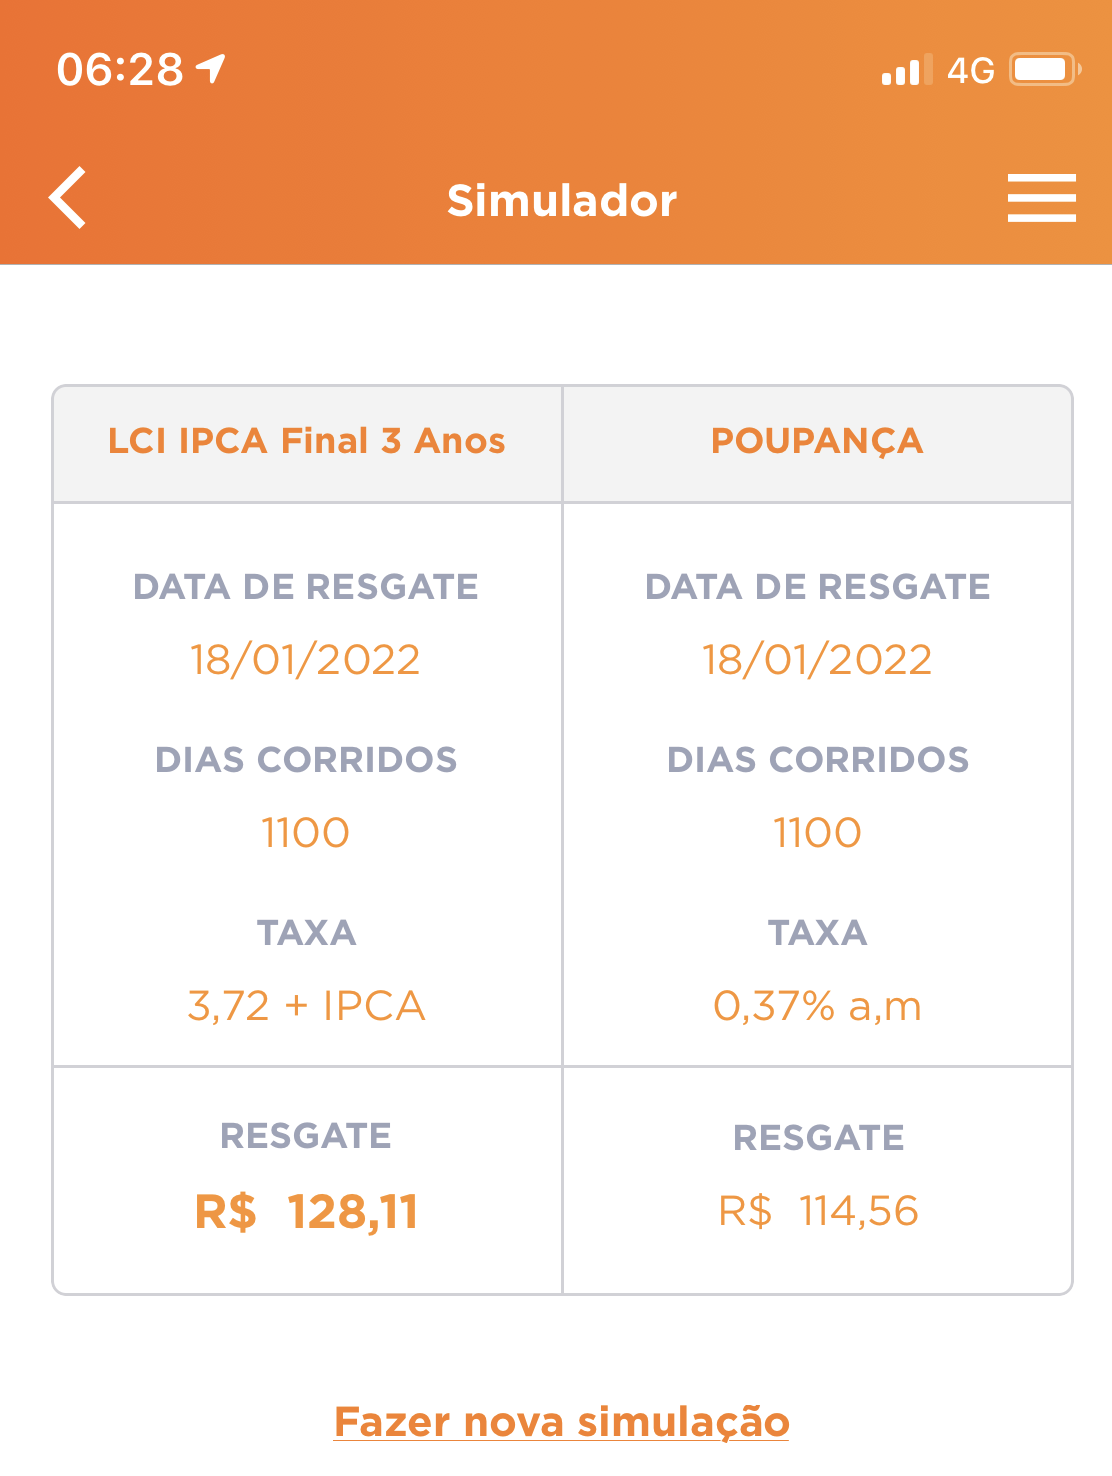 06:28
4G
Simulador
LCI IPCA Final 3 Anos
POUPANÇA
DATA DE RESGATE
18/01/2022
DIAS CORRIDOS
1100
TAXA
3,72 + IPCA
RESGATE
R$ 128,11
DATA DE RESGATE
18/01/2022
DIAS CORRIDOS
1100
TAXA
0,37% a,m
RESGATE
R$ 114,56
Fazer nova simulação